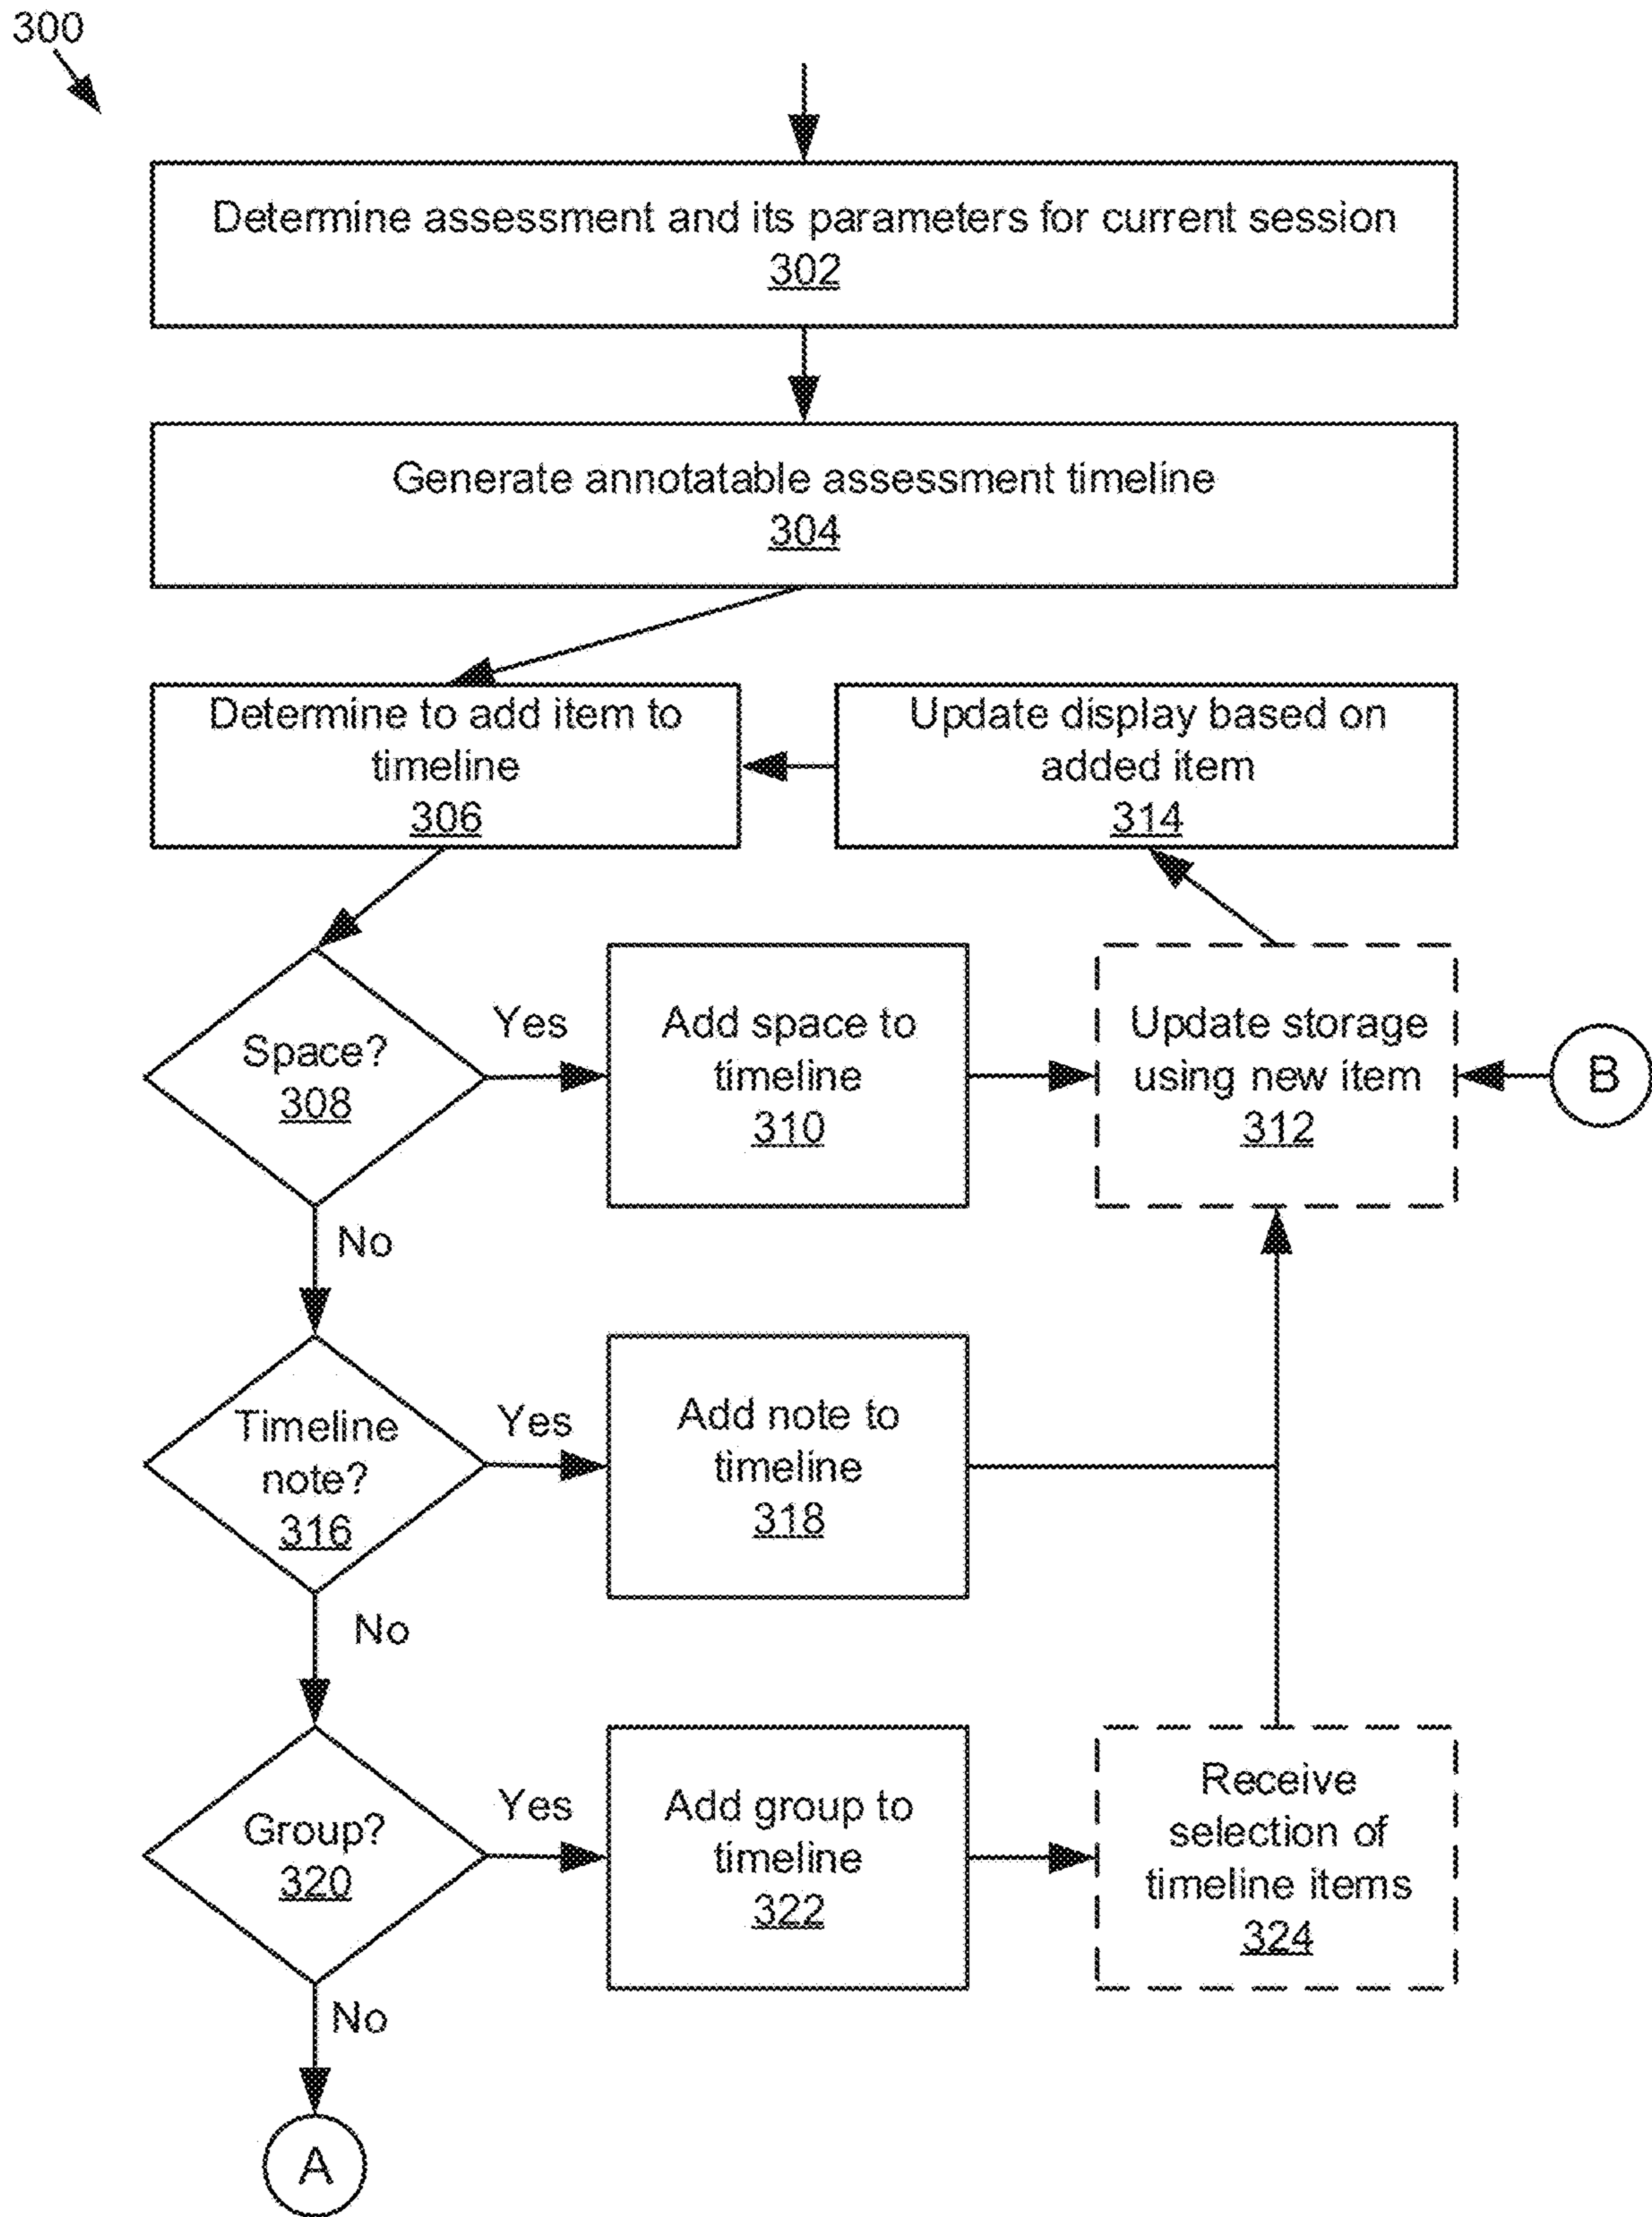 300
Determine assessment and its parameters for current session
302
Generate annotatable assessment timeline
304
Determine to add item to
timeline
306
Update display based on
added item
314
Space?
308
Yes
Add space to
timeline
310
Update storage
using new item
312
B
No
Timeline
note?
316
Yes
Add note to
timeline
318
No
Group?
320
Yes
Add group to
timeline
322
Receive
selection of
timeline items
324
No
A